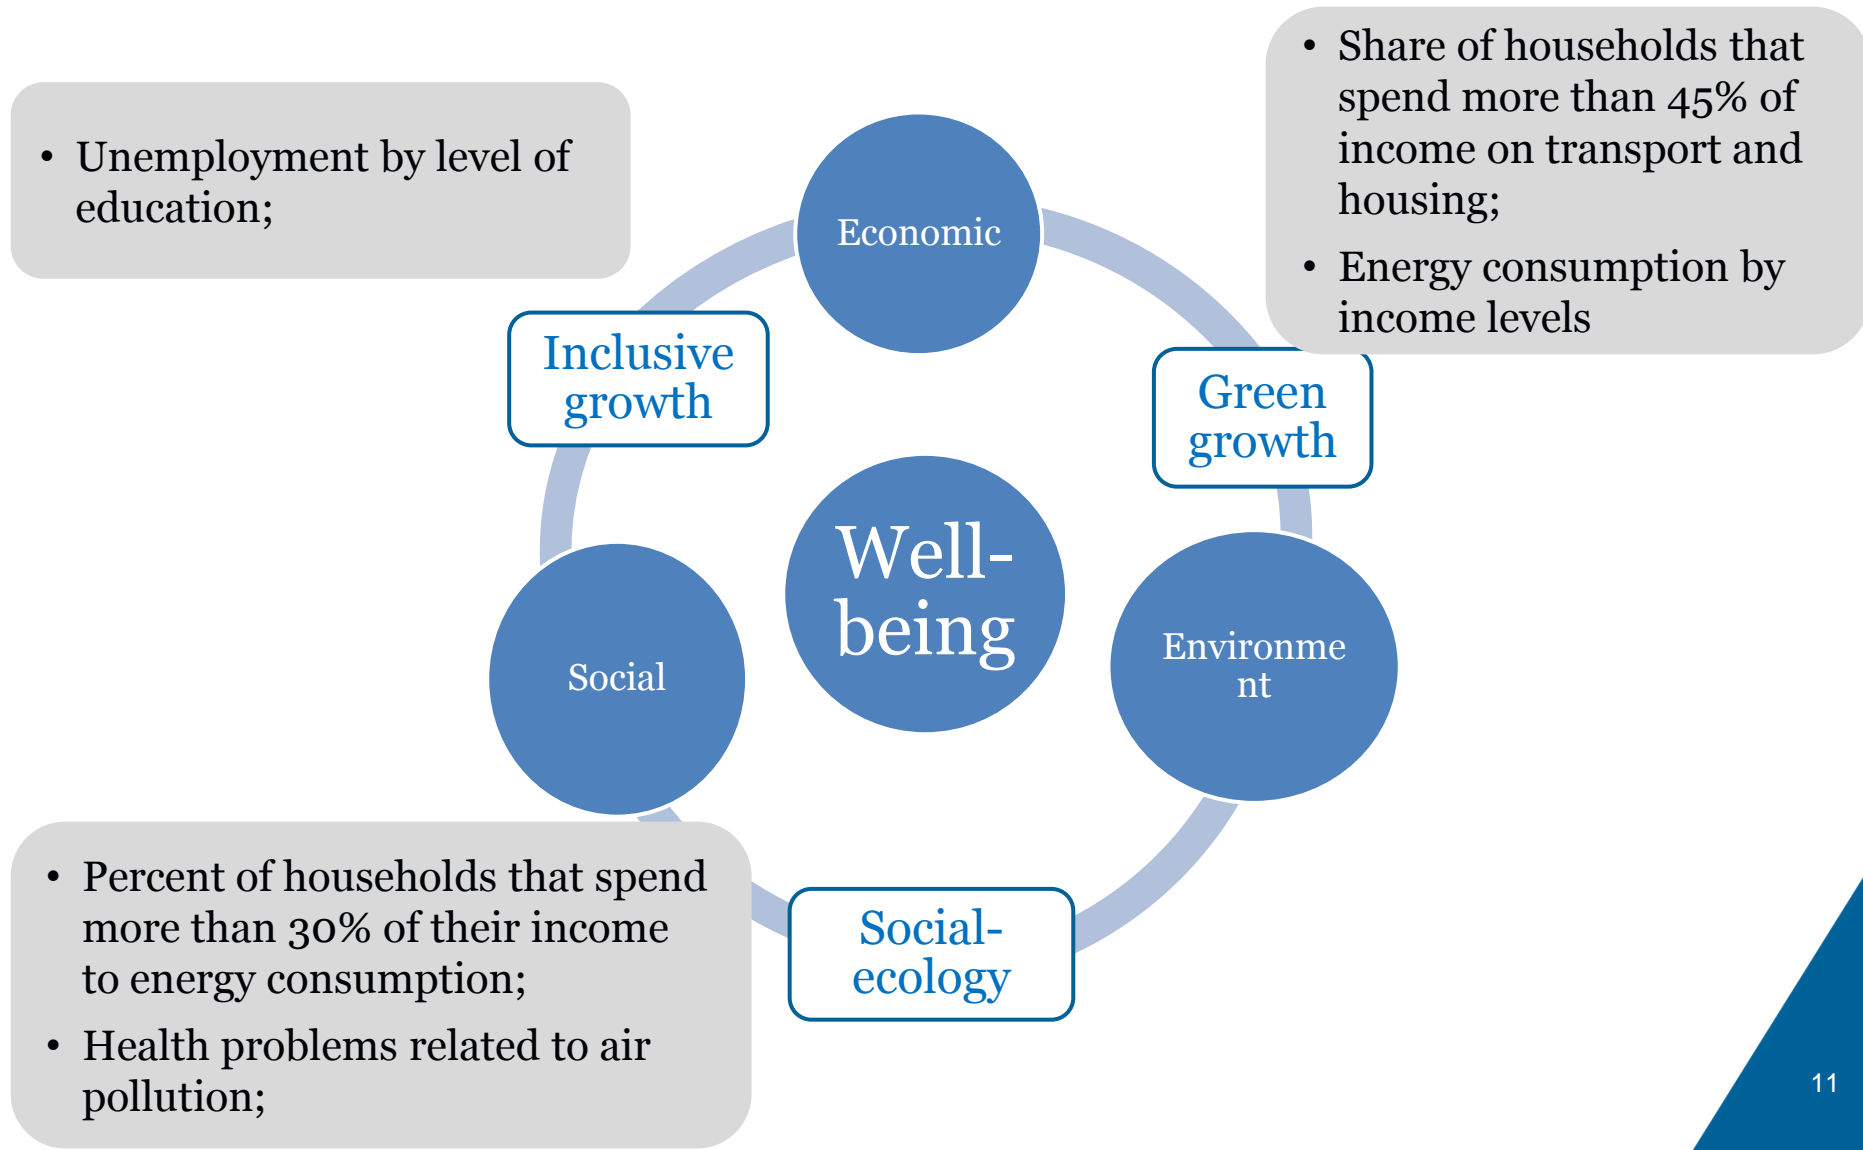 • Unemployment by level of
education;
Economic
• Share of households that
spend more than 45% of
income on transport and
housing;
• Energy consumption by
income levels
Inclusive
growth
Green
growth
Well-
being
Social
Environme
nt
• Percent of households that spend
more than 30% of their income
to energy consumption;
• Health problems related to air
pollution;
Social-
ecology
11